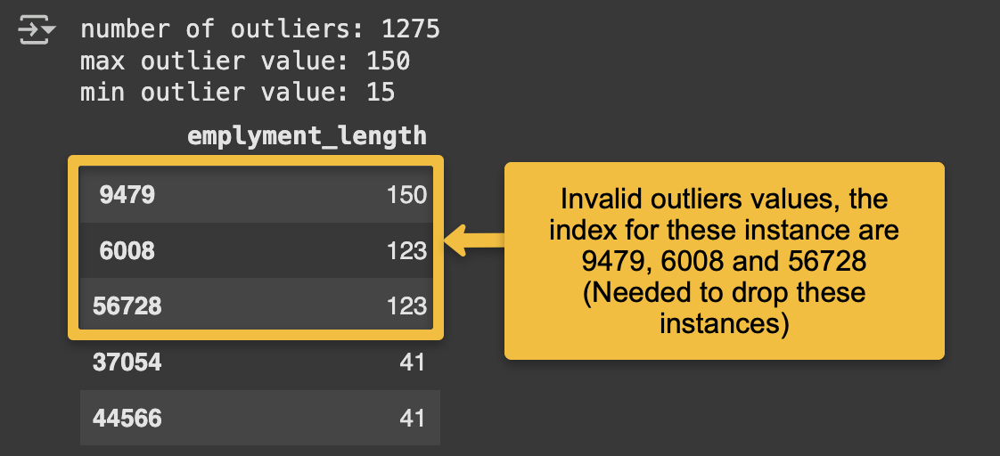 number of outliers: 1275
max outlier value: 150
min outlier value: 15
emplyment_length
9479 150
6008 123
56728 123
37054 41
44566 41
Invalid outliers values, the
index for these instance are
9479, 6008 and 56728
(Needed to drop these
instances)